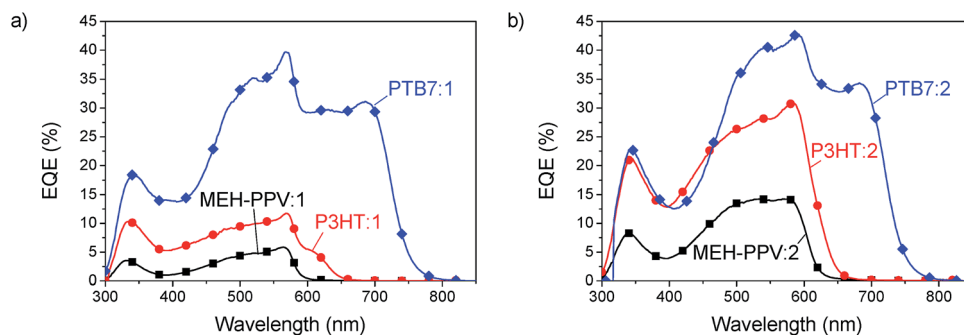 a)
45
40
35
30
25
20
15
10
5
0
EQE (%)
PTB7:1
MEH-PPV:1
P3HT:1
300 400 500 600 700 800
Wavelength (nm)
b)
45
40
35
30
25
20
15
10
5
0
EQE (%)
PTB7:2
P3HT:2
MEH-PPV:2
300 400 500 600 700 800
Wavelength (nm)